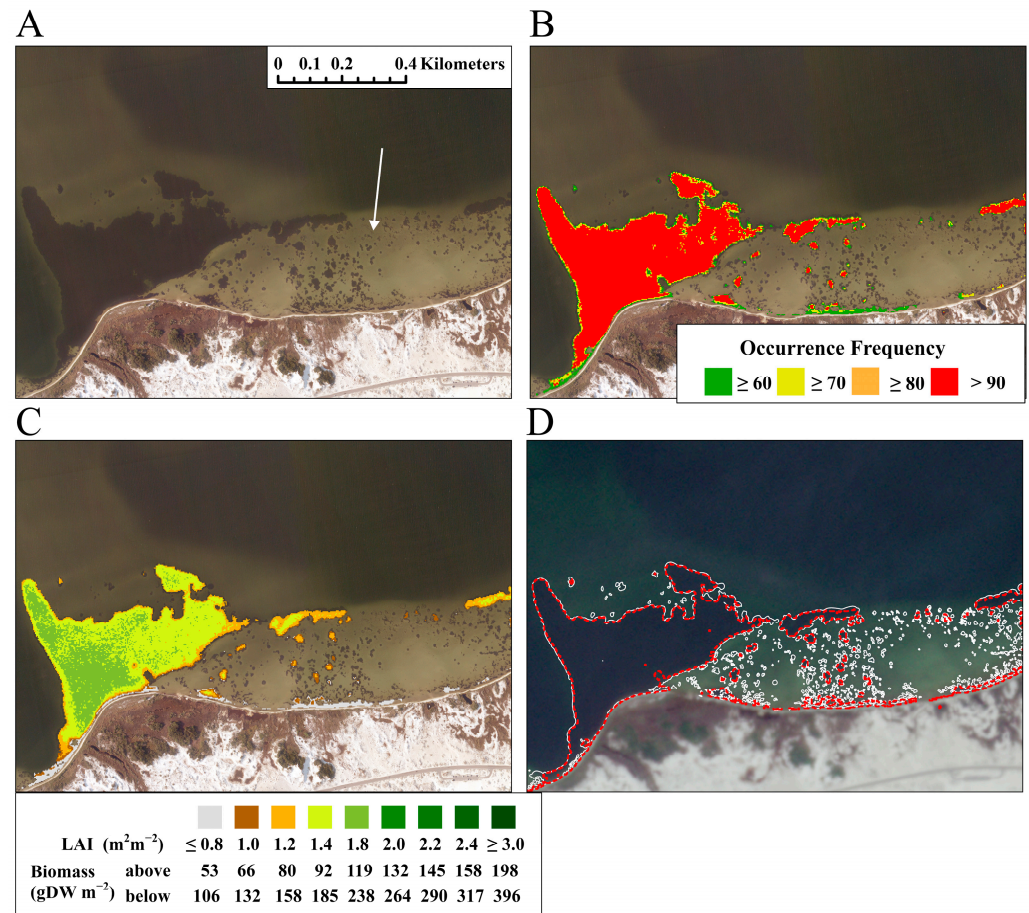 A
B
0 0.1 0.2 0.4 Kilometers
Occurrence Frequency
≥ 60 ≥ 70 ≥ 80 > 90
C
D
LAI (m²m⁻²) ≤ 0.8 1.0 1.2 1.4 1.8 2.0 2.2 2.4 ≥ 3.0
Biomass above 53 66 80 92 119 132 145 158 198
(gDW m⁻²) below 106 132 158 185 238 264 290 317 396